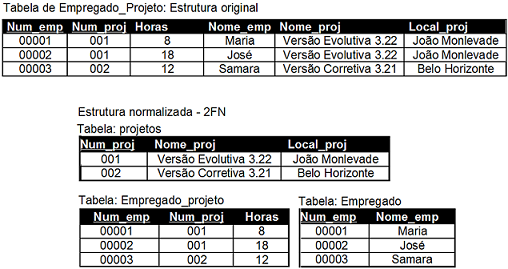 Tabela de Empregado_Projeto: Estrutura original
Num_emp Num_proj Horas Nome_emp Nome_proj Local_proj
00001 001 8 Maria Versão Evolutiva 3.22 João Monlevade
00002 001 18 José Versão Evolutiva 3.22 João Monlevade
00003 002 12 Samara Versão Corretiva 3.21 Belo Horizonte
Estrutura normalizada - 2FN
Tabela: projetos
Num_proj Nome_proj Local_proj
001 Versão Evolutiva 3.22 João Monlevade
002 Versão Corretiva 3.21 Belo Horizonte
Tabela: Empregado_projeto
Num_emp Num_proj Horas
00001 001 8
00002 001 18
00003 002 12
Tabela: Empregado
Num_emp Nome_emp
00001 Maria
00002 José
00003 Samara